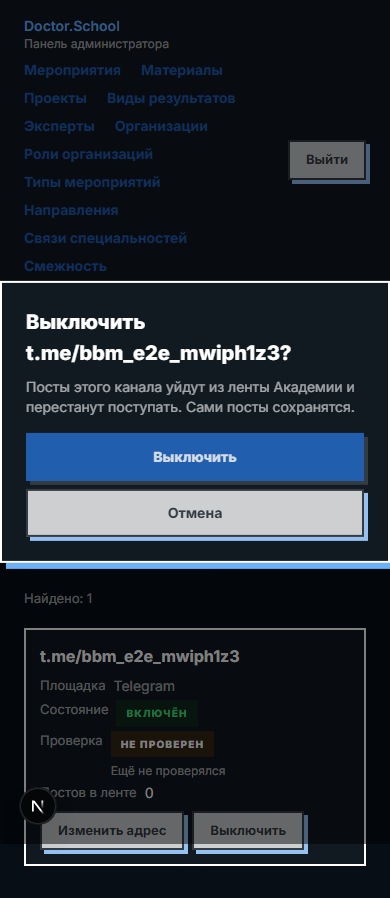 Doctor.School
Панель администратора
Мероприятия Материалы
Проекты Виды результатов
Эксперты Организации
Роли организаций
Выйти
Типы мероприятий
Направления
Связи специальностей
Смежность
Выключить
t.me/bbm_e2e_mwiph1z3?
Посты этого канала уйдут из ленты Академии и
перестанут поступать. Сами посты сохранятся.
Выключить
Отмена
Найдено: 1
t.me/bbm_e2e_mwiph1z3
Площадка Telegram
Состояние ВКЛЮЧЁН
Проверка НЕ ПРОВЕРЕН
Ещё не проверялся
Постов в ленте 0
N
Изменить адрес Выключить